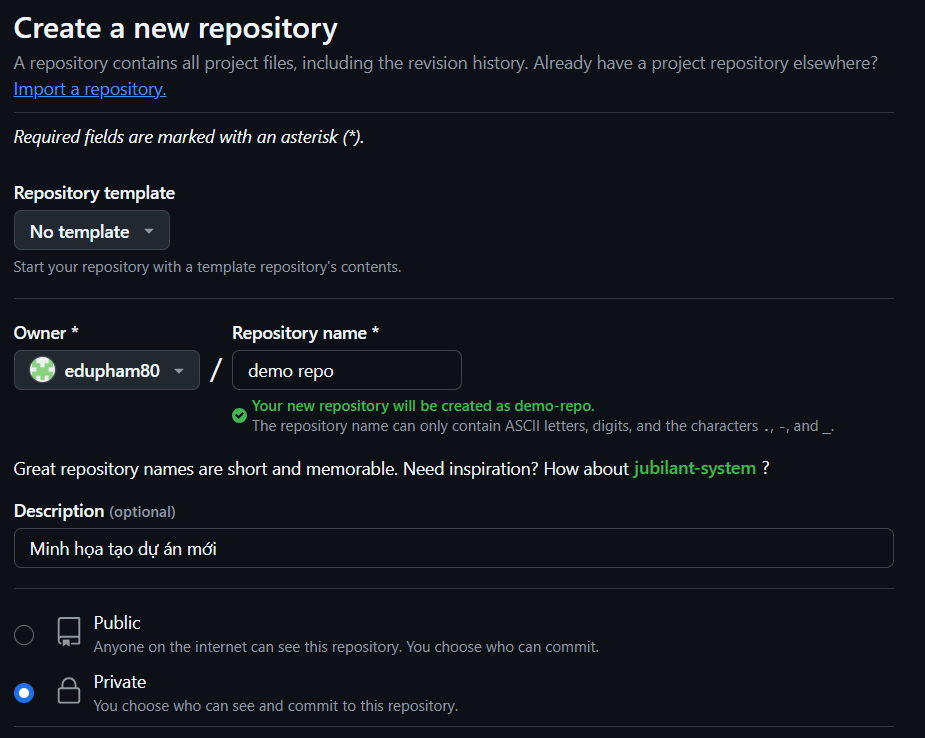 Create a new repository
A repository contains all project files, including the revision history. Already have a project repository elsewhere?
Import a repository.
Required fields are marked with an asterisk (*).
Repository template
No template
Start your repository with a template repository's contents.
Owner *
Repository name *
edupham80
/
demo repo
Your new repository will be created as demo-repo.
The repository name can only contain ASCII letters, digits, and the characters ., -, and _.
Great repository names are short and memorable. Need inspiration? How about jubilant-system ?
Description (optional)
Minh họa tạo dự án mới
Public
Anyone on the internet can see this repository. You choose who can commit.
Private
You choose who can see and commit to this repository.